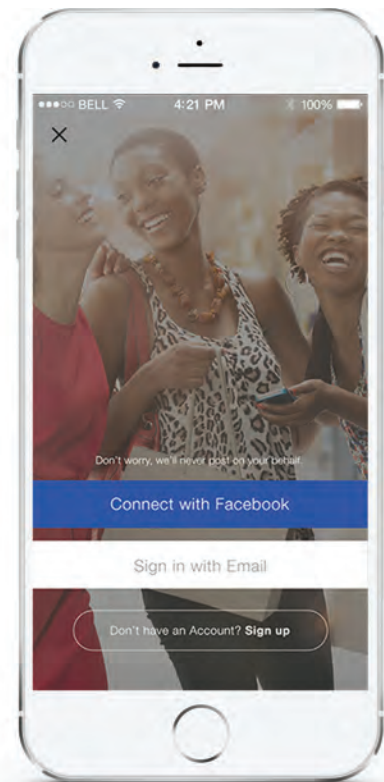 BELL 4:21 PM 100%
Don't worry, we'll never post on your behalf.
Connect with Facebook
Sign in with Email
Don't have an Account? Sign up